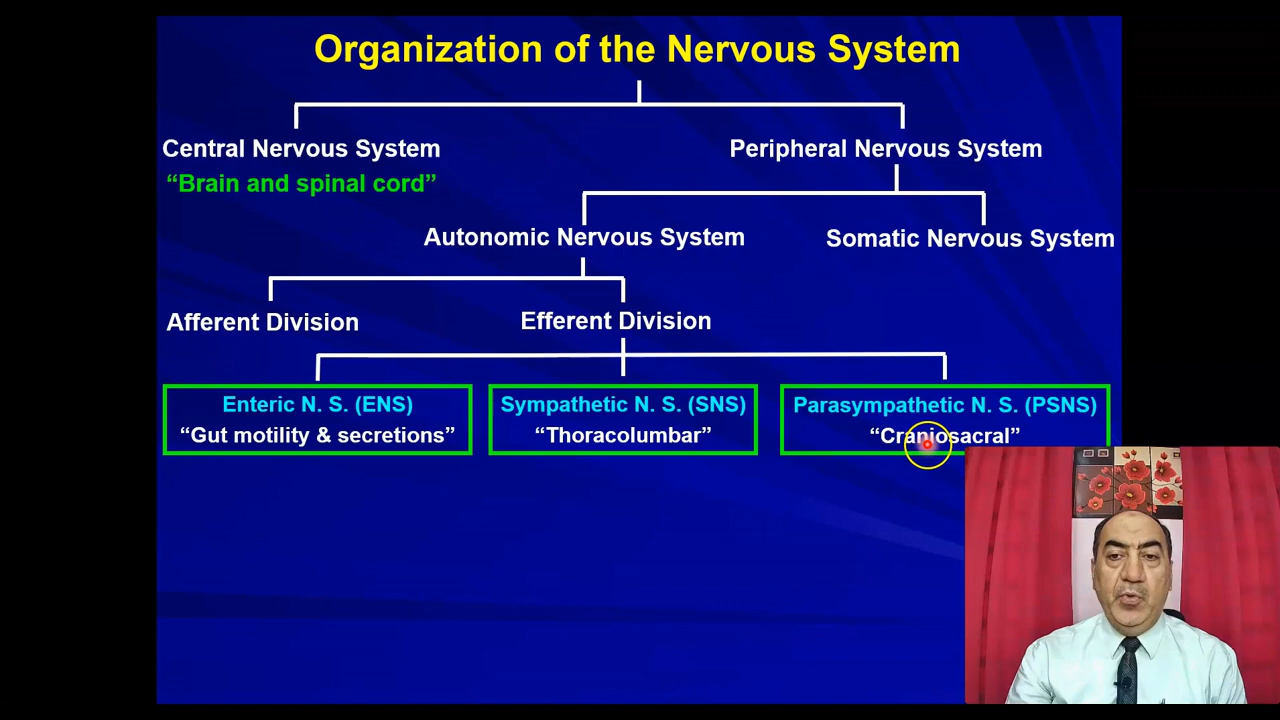 Organization of the Nervous System
Central Nervous System
“Brain and spinal cord”
Peripheral Nervous System
Autonomic Nervous System
Somatic Nervous System
Afferent Division
Efferent Division
Enteric N. S. (ENS)
“Gut motility & secretions”
Sympathetic N. S. (SNS)
“Thoracolumbar”
Parasympathetic N. S. (PSNS)
“Craniosacral”